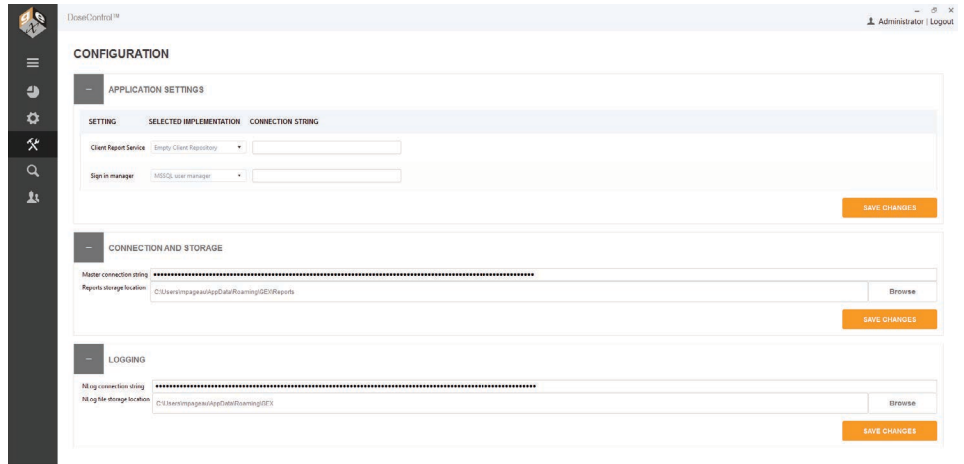 gex
DoseControl™
Administrator | Logout
CONFIGURATION
APPLICATION SETTINGS
SETTING SELECTED IMPLEMENTATION CONNECTION STRING
Client Report Service Empty Client Repository
Sign in manager MSSQL user manager
SAVE CHANGES
CONNECTION AND STORAGE
Master connection string
Reports storage location C:\Users\mpageau\AppData\Roaming\GEX\Reports Browse
SAVE CHANGES
LOGGING
NLog connection string
NLog file storage location C:\Users\mpageau\AppData\Roaming\GEX Browse
SAVE CHANGES